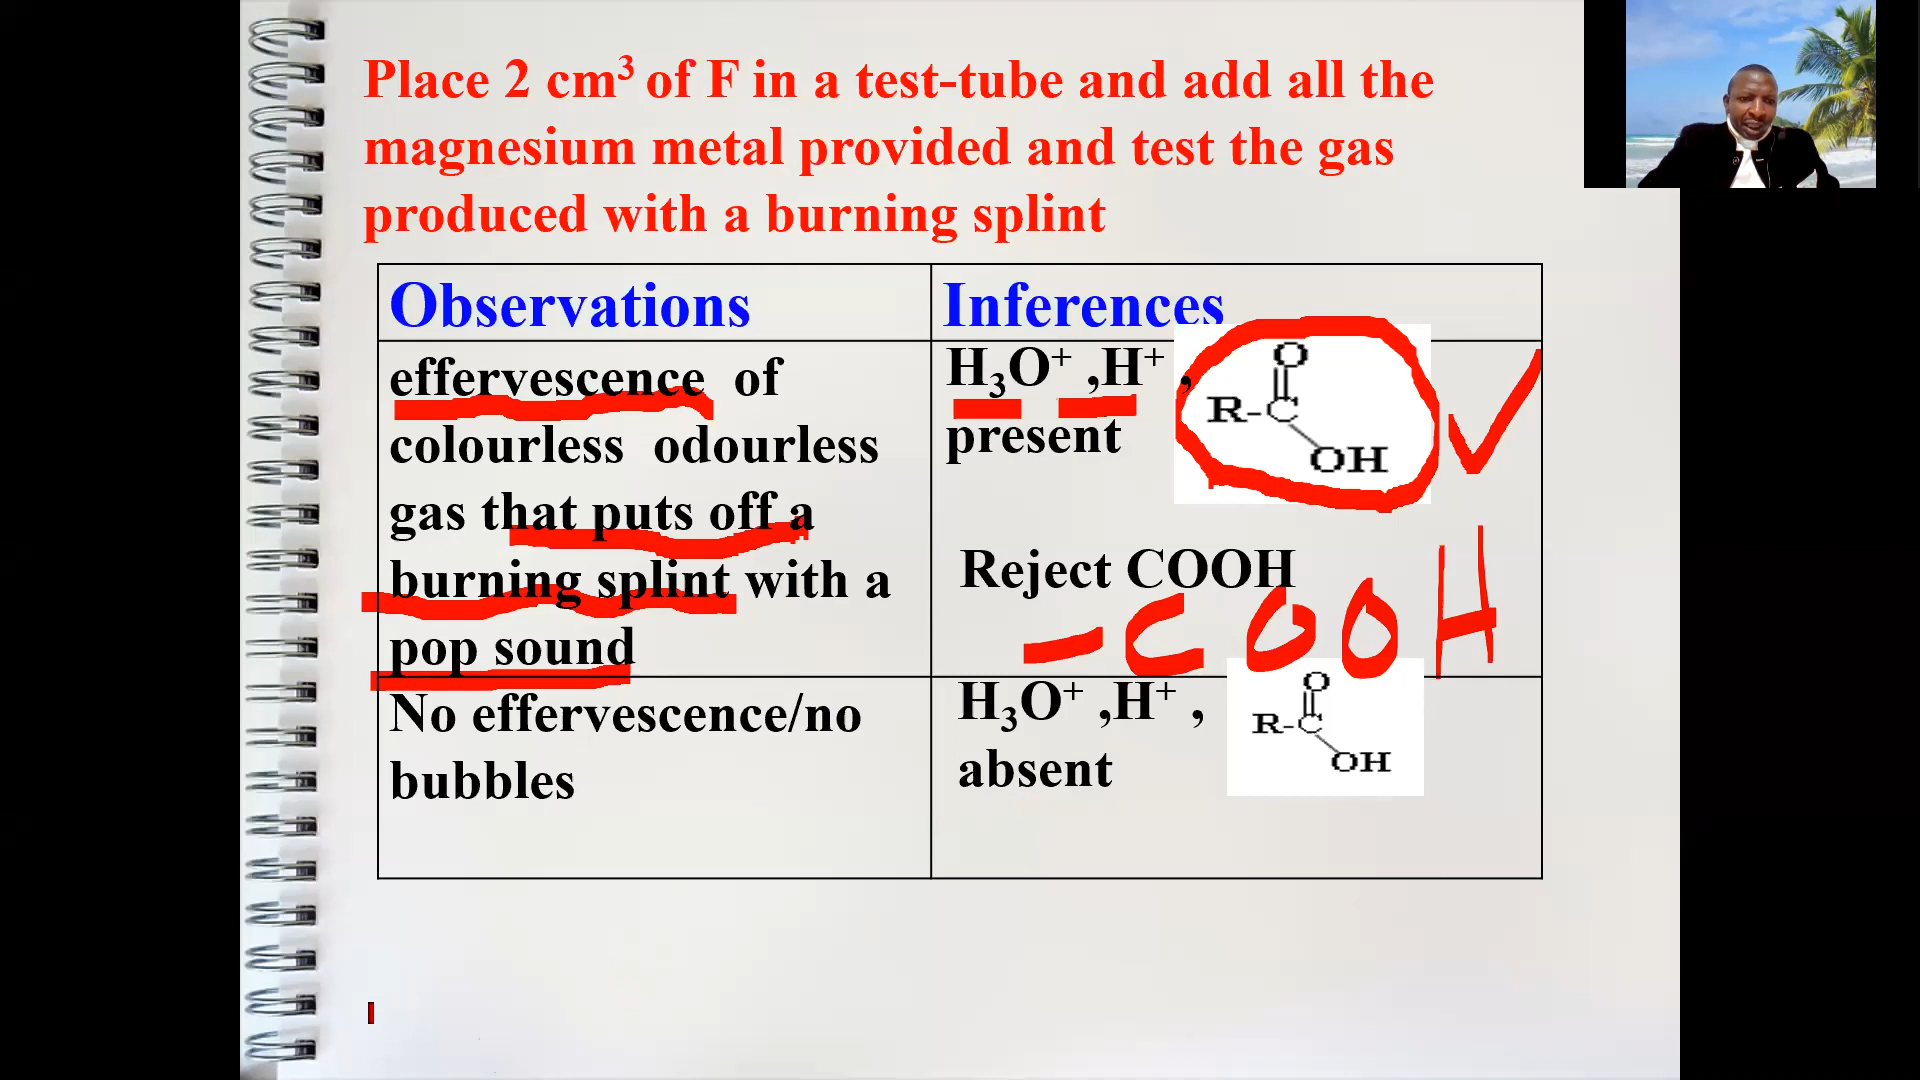 Place 2 cm³ of F in a test-tube and add all the
magnesium metal provided and test the gas
produced with a burning splint
Observations
Inferences
effervescence of
colourless odourless
gas that puts off a
burning splint with a
pop sound
H₃O⁺ ,H⁺ ,
present
O
R-C
OH
Reject COOH
-COOH
No effervescence/no
bubbles
H₃O⁺ ,H⁺ ,
absent
O
R-C
OH